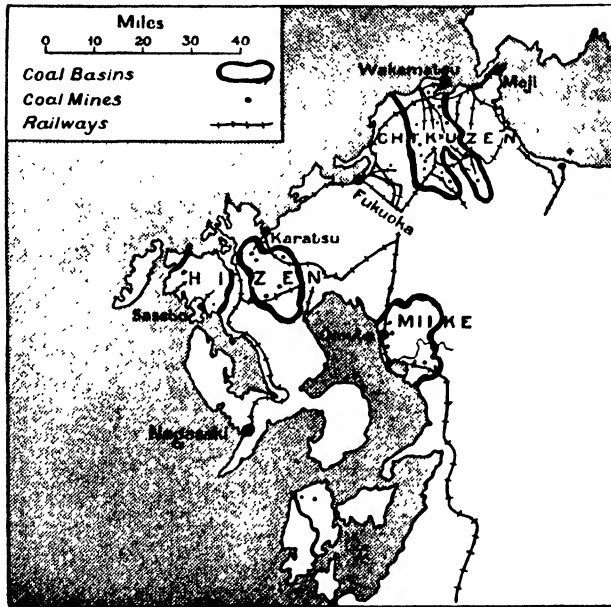 Miles
0 10 20 30 40
Coal Basins
Coal Mines
Railways
Wakamatsu
Moji
CHIKUZEN
Fukuoka
Karatsu
HIZEN
Sasebo
MIIKE
Nagasaki